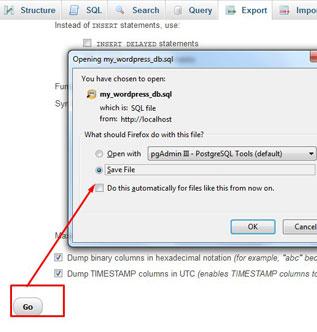 Structure SQL Search Query Export Impor
Instead of INSERT statements, use:
INSERT DELAYED statements
Opening my_wordpress_db.sql
You have chosen to open:
my_wordpress_db.sql
which is: SQL file
from: http://localhost
Fun
Syn
What should Firefox do with this file?
Open with pgAdmin III - PostgreSQL Tools (default)
Save File
Do this automatically for files like this from now on.
OK Cancel
Max
Dump binary columns in hexadecimal notation (for example, "abc" bec
Dump TIMESTAMP columns in UTC (enables TIMESTAMP columns to
Go